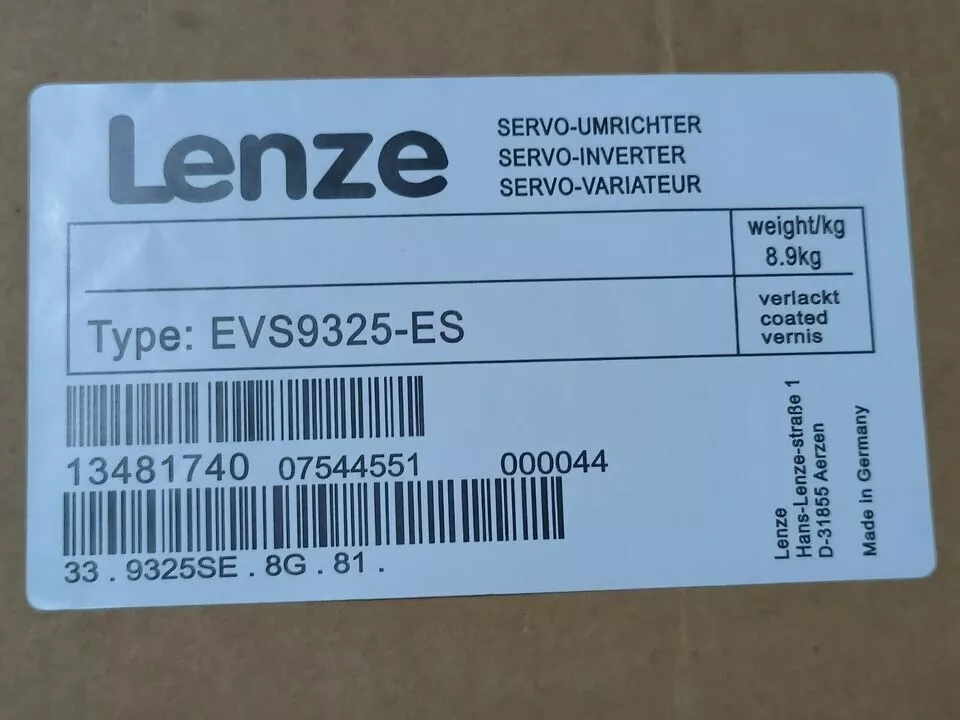 Lenze
SERVO-UMRICHTER
SERVO-INVERTER
SERVO-VARIATEUR
weight/kg
8.9kg
Type: EVS9325-ES
verlackt
coated
vernis
13481740 07544551 000044
33 . 9325SE . 8G . 81 .
Lenze
Hans-Lenze-straße 1
D-31855 Aerzen
Made in Germany